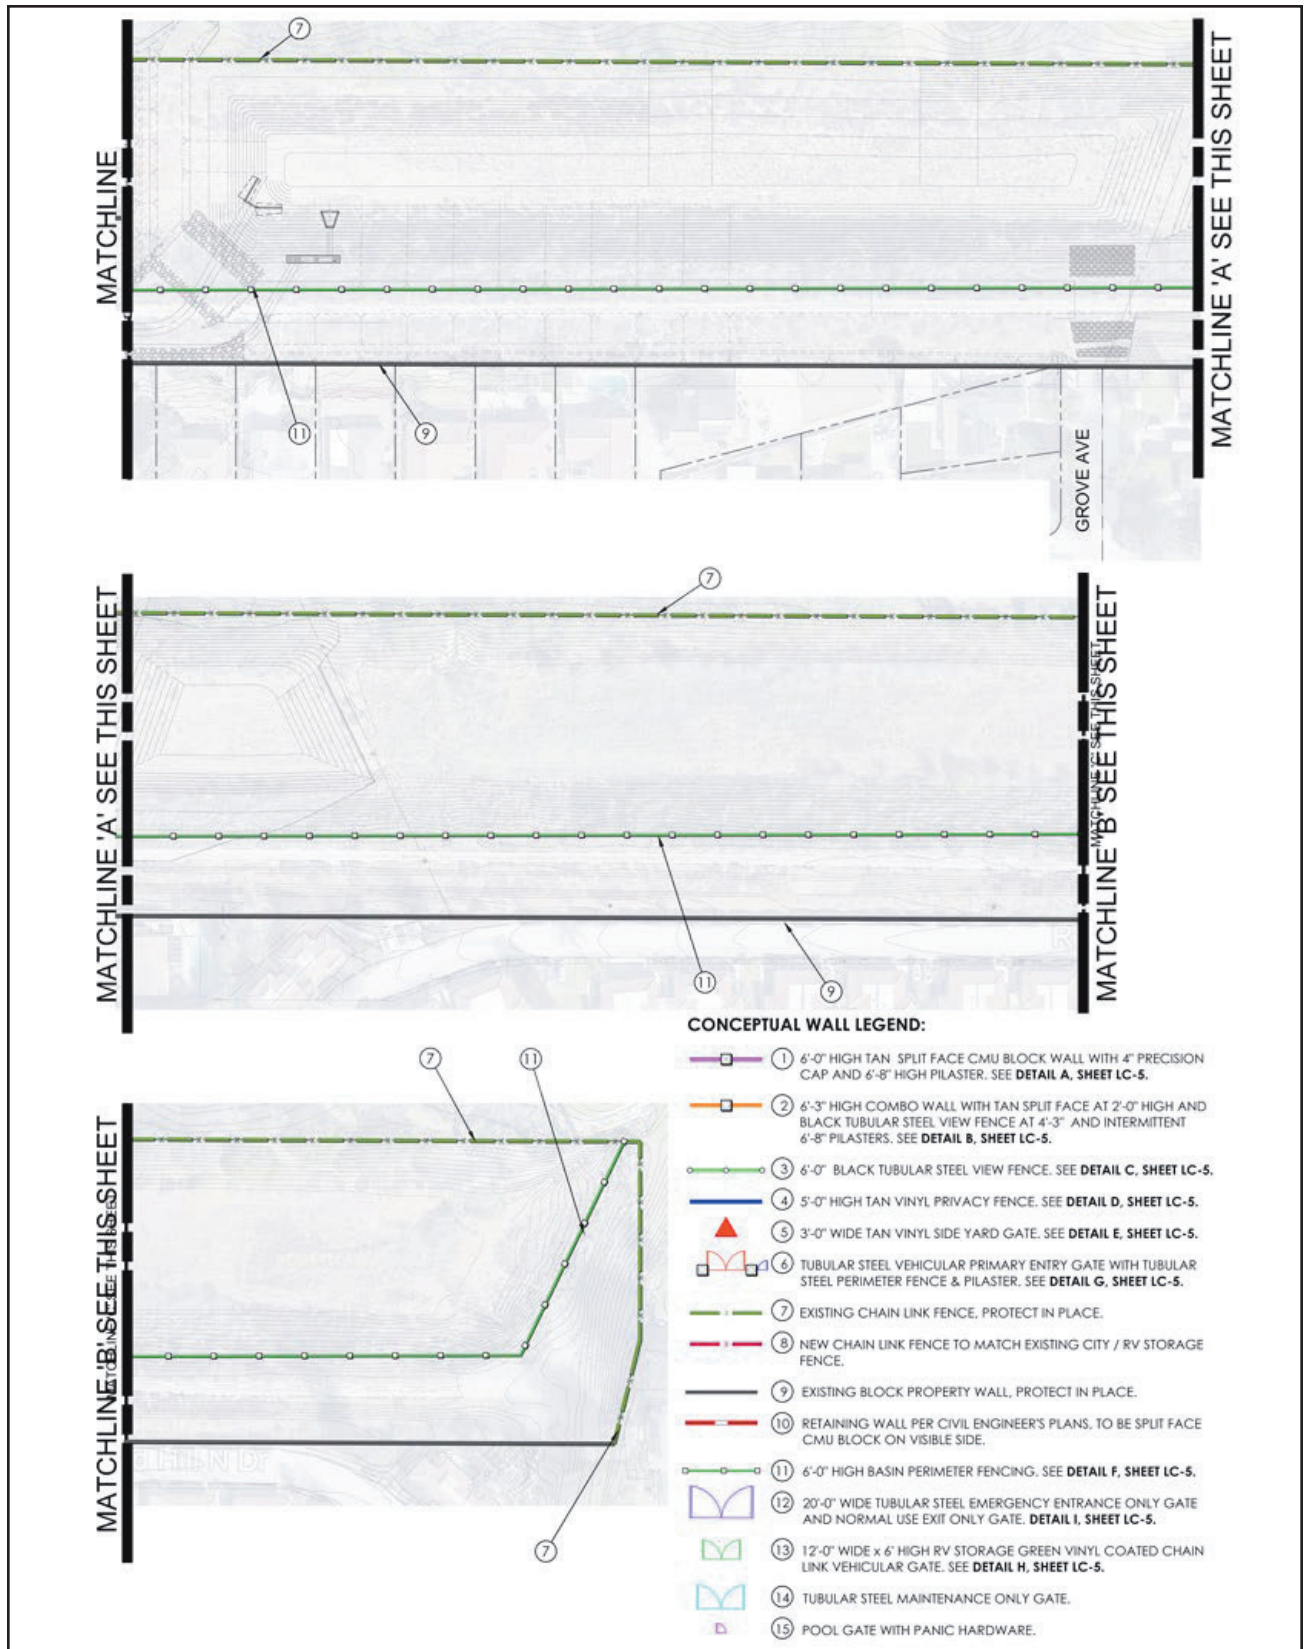 7
MATCHLINE
MATCHLINE 'A' SEE THIS SHEET
11
9
GROVE AVE
7
MATCHLINE 'A' SEE THIS SHEET
MATCHLINE 'C' SEE THIS SHEET
MATCHLINE 'B' SEE THIS SHEET
11
9
CONCEPTUAL WALL LEGEND:
1 6'-0" HIGH TAN SPLIT FACE CMU BLOCK WALL WITH 4" PRECISION
CAP AND 6'-8" HIGH PILASTER. SEE DETAIL A, SHEET LC-5.
2 6'-3" HIGH COMBO WALL WITH TAN SPLIT FACE AT 2'-0" HIGH AND
BLACK TUBULAR STEEL VIEW FENCE AT 4'-3" AND INTERMITTENT
6'-8" PILASTERS. SEE DETAIL B, SHEET LC-5.
3 6'-0" BLACK TUBULAR STEEL VIEW FENCE. SEE DETAIL C, SHEET LC-5.
4 5'-0" HIGH TAN VINYL PRIVACY FENCE. SEE DETAIL D, SHEET LC-5.
5 3'-0" WIDE TAN VINYL SIDE YARD GATE. SEE DETAIL E, SHEET LC-5.
6 TUBULAR STEEL VEHICULAR PRIMARY ENTRY GATE WITH TUBULAR
STEEL PERIMETER FENCE & PILASTER. SEE DETAIL G, SHEET LC-5.
7 EXISTING CHAIN LINK FENCE, PROTECT IN PLACE.
8 NEW CHAIN LINK FENCE TO MATCH EXISTING CITY / RV STORAGE
FENCE.
9 EXISTING BLOCK PROPERTY WALL, PROTECT IN PLACE.
10 RETAINING WALL PER CIVIL ENGINEER'S PLANS, TO BE SPLIT FACE
CMU BLOCK ON VISIBLE SIDE.
11 6'-0" HIGH BASIN PERIMETER FENCING. SEE DETAIL F, SHEET LC-5.
12 20'-0" WIDE TUBULAR STEEL EMERGENCY ENTRANCE ONLY GATE
AND NORMAL USE EXIT ONLY GATE. DETAIL I, SHEET LC-5.
13 12'-0" WIDE x 6' HIGH RV STORAGE GREEN VINYL COATED CHAIN
LINK VEHICULAR GATE. SEE DETAIL H, SHEET LC-5.
14 TUBULAR STEEL MAINTENANCE ONLY GATE.
15 POOL GATE WITH PANIC HARDWARE.
7
11
MATCHLINE 'B' SEE THIS SHEET
7